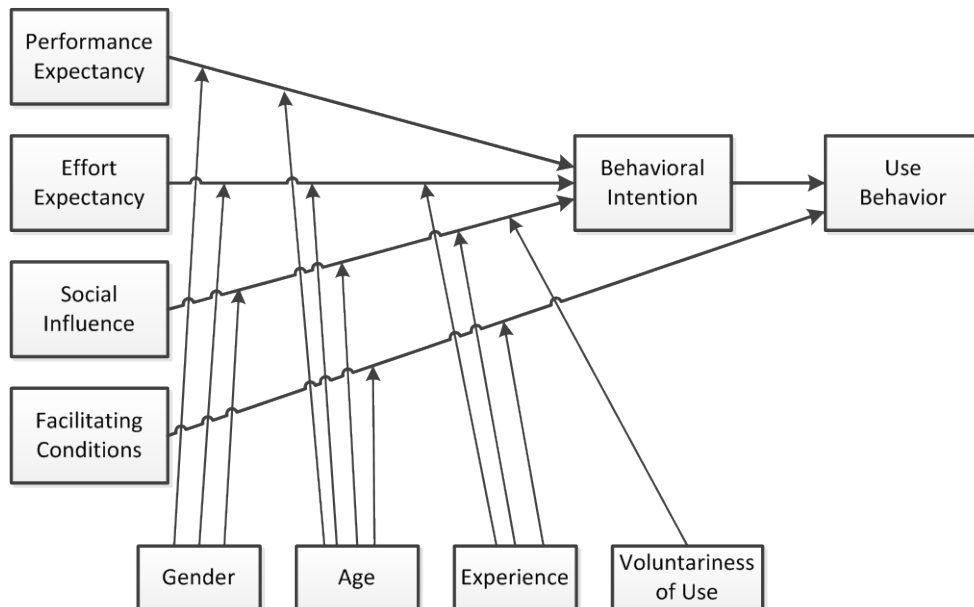 Performance
Expectancy
Effort
Expectancy
Behavioral
Intention
Use
Behavior
Social
Influence
Facilitating
Conditions
Gender
Age
Experience
Voluntariness
of Use